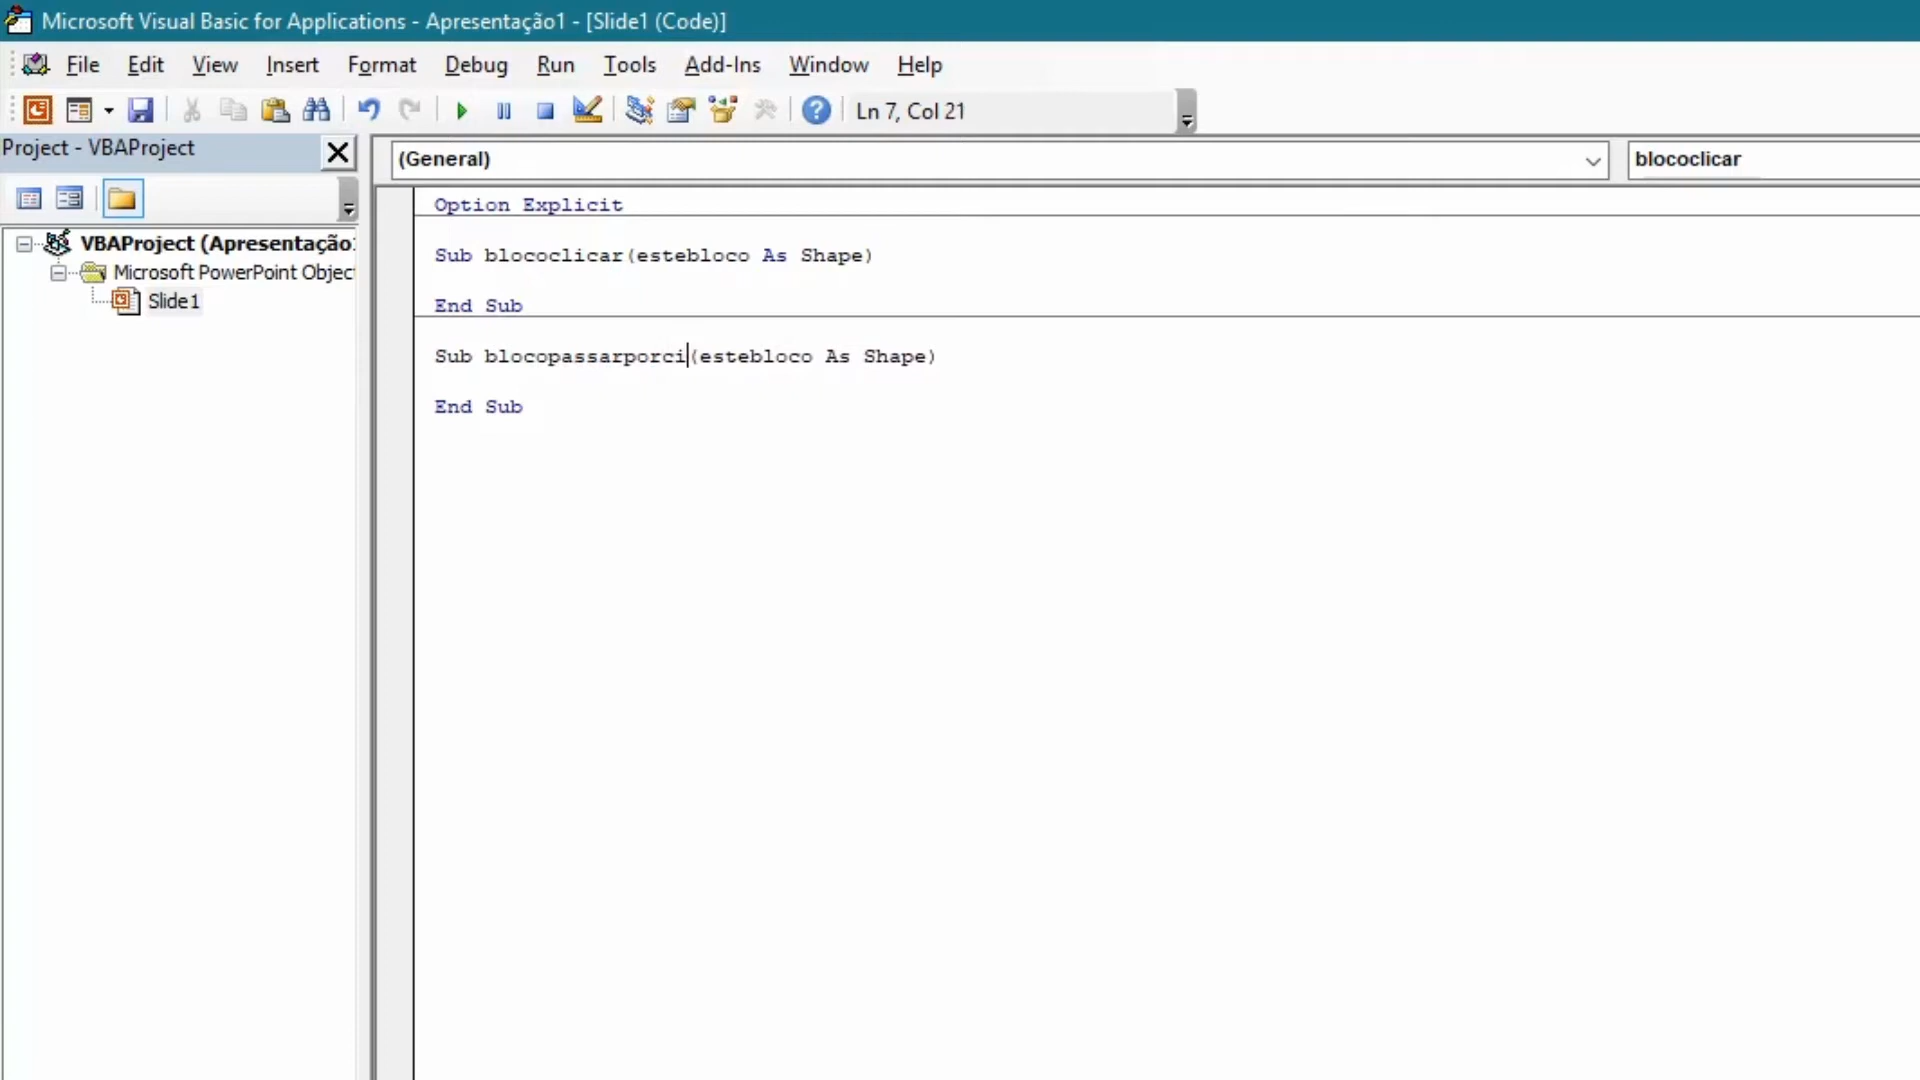 Microsoft Visual Basic for Applications - Apresentação1 - [Slide1 (Code)]
File Edit View Insert Format Debug Run Tools Add-Ins Window Help
Ln 7, Col 21
Project - VBAProject
(General)
blococlicar
VBAProject (Apresentação1
Microsoft PowerPoint Objec
Slide1
Option Explicit
Sub blococlicar(estebloco As Shape)
End Sub
Sub blocopassarporci(estebloco As Shape)
End Sub